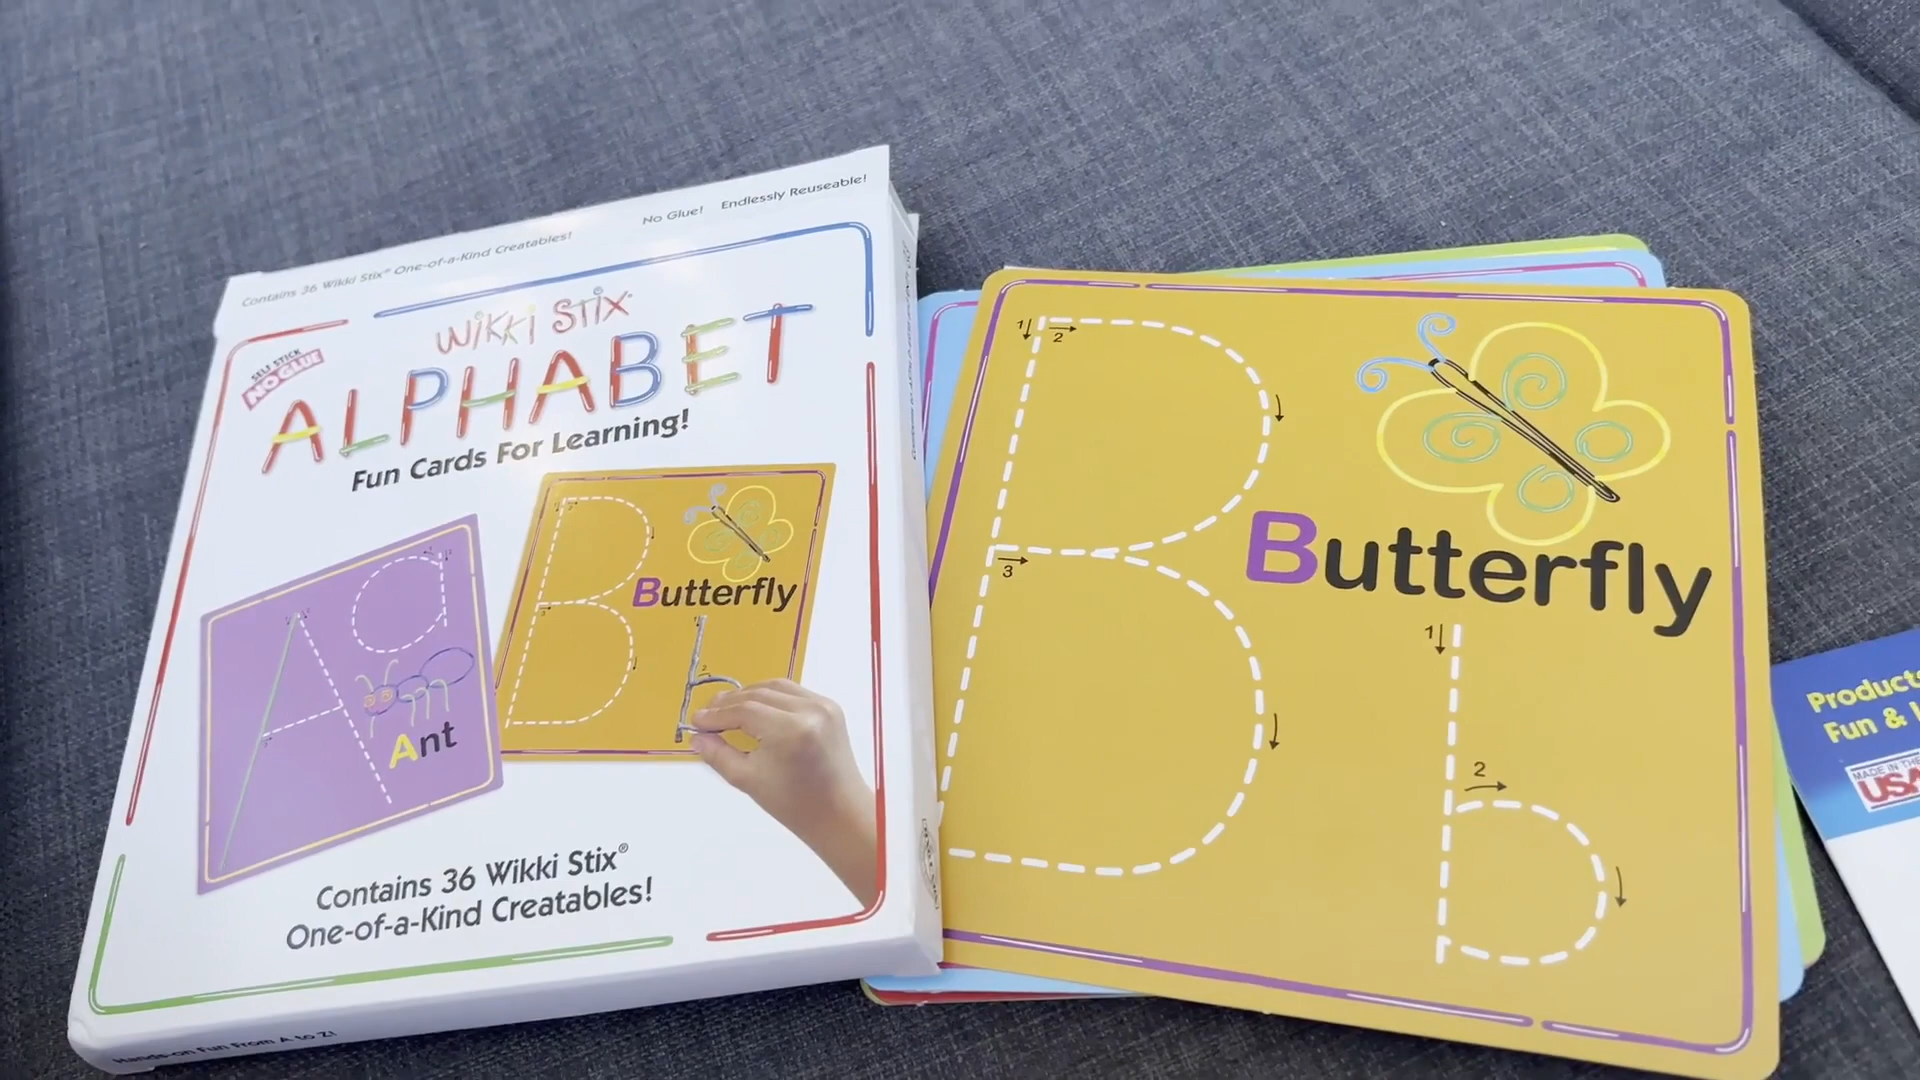 Contains 36 Wikki Stix® One-of-a-Kind Creatables!
No Glue! Endlessly Reuseable!
SELF STICK
NO GLUE
Wikki Stix®
ALPHABET
Fun Cards For Learning!
Aa
Ant
Bb
Butterfly
Contains 36 Wikki Stix®
One-of-a-Kind Creatables!
Hands-on Fun From A to Z!
1 2
B
Butterfly
3
1
b
2
Products
Fun &
MADE IN THE
USA